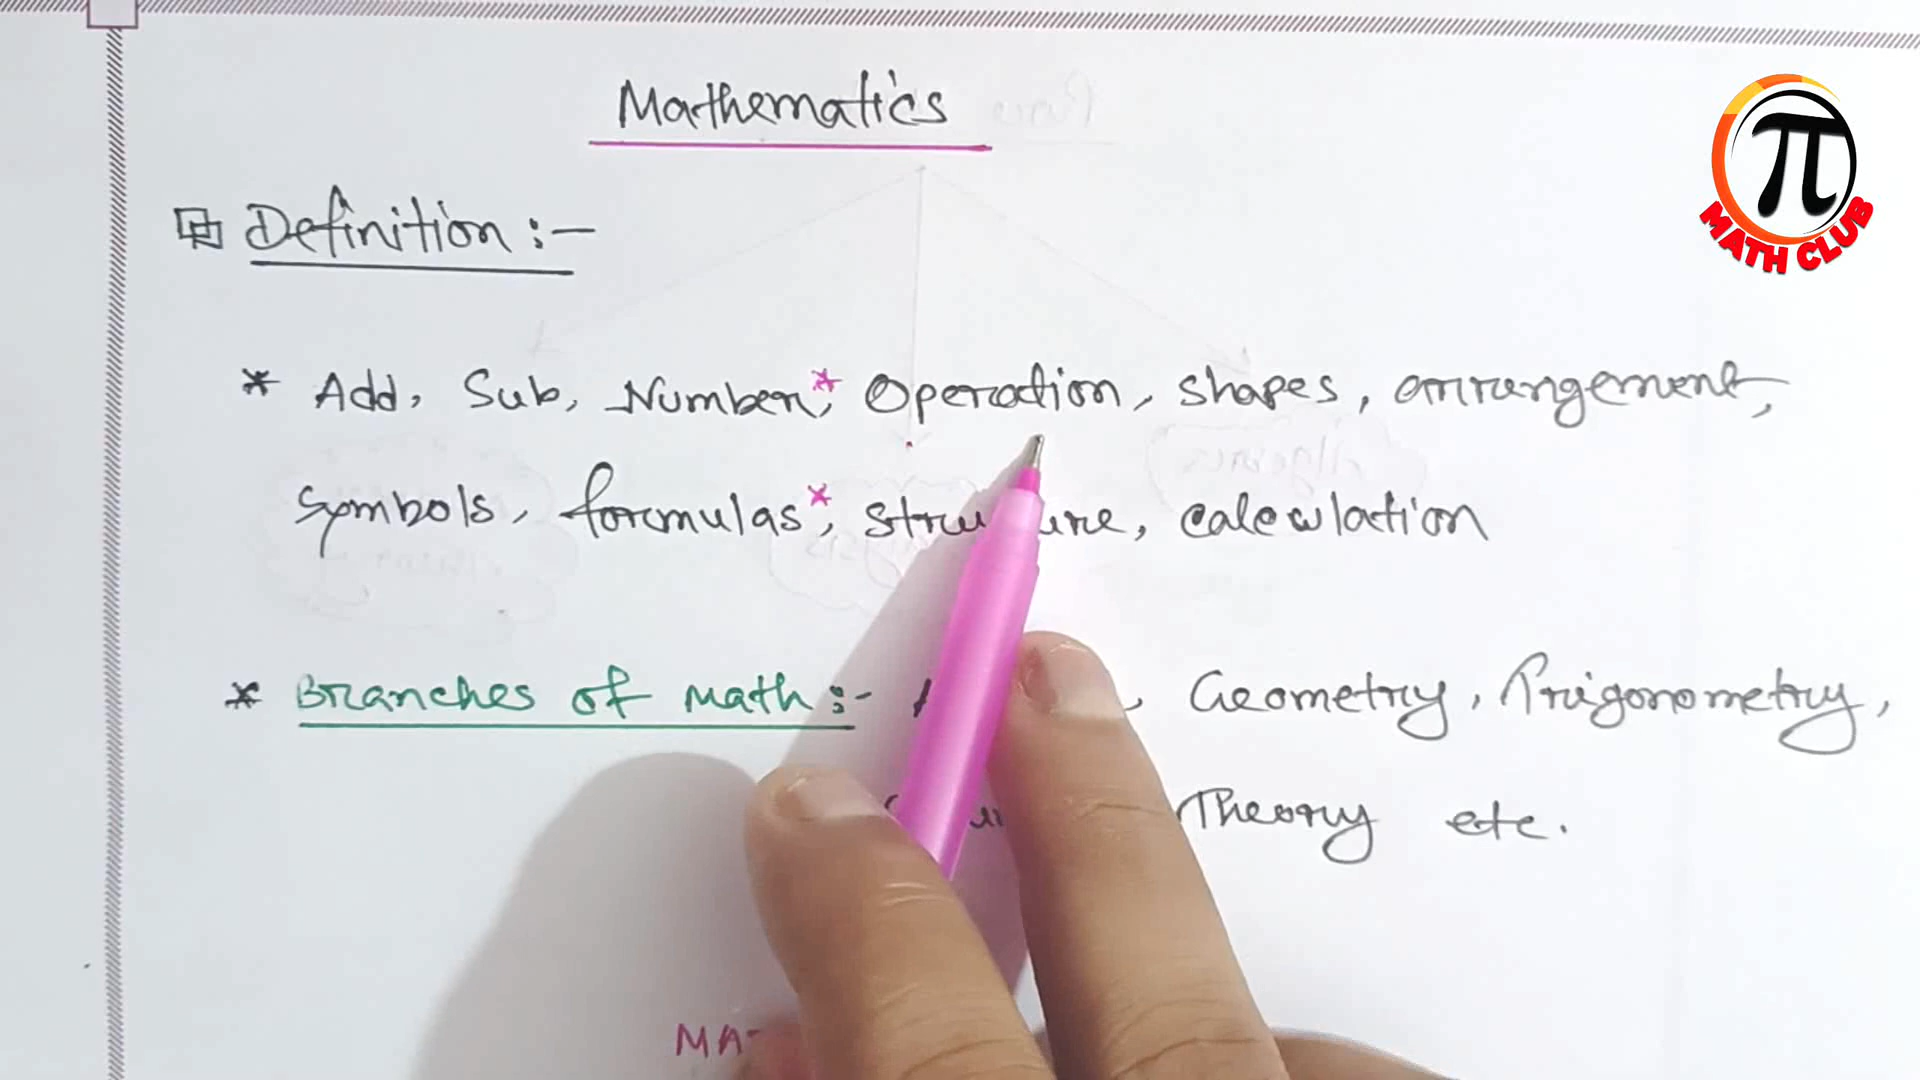 Mathematics
π
MATH CLUB
Definition :-
* Add, Sub, Number*, Operation, shapes, arrangement,
Symbols, formulas*, structure, calculation
* Branches of math :- Geometry, Trigonometry,
Theory etc.
MAT